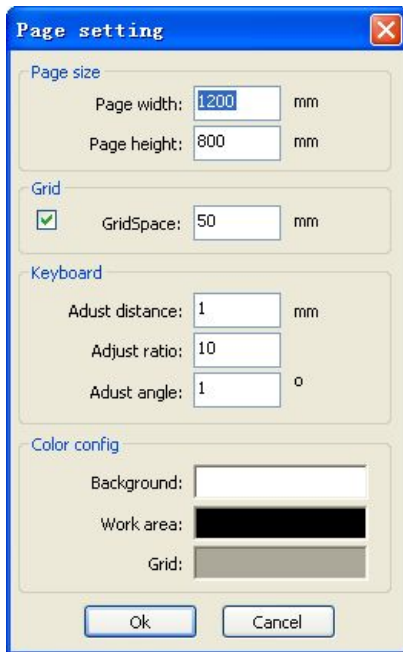 Page setting
Page size
Page width: 1200 mm
Page height: 800 mm
Grid
GridSpace: 50 mm
Keyboard
Adust distance: 1 mm
Adjust ratio: 10
Adust angle: 1 o
Color config
Background:
Work area:
Grid:
Ok Cancel